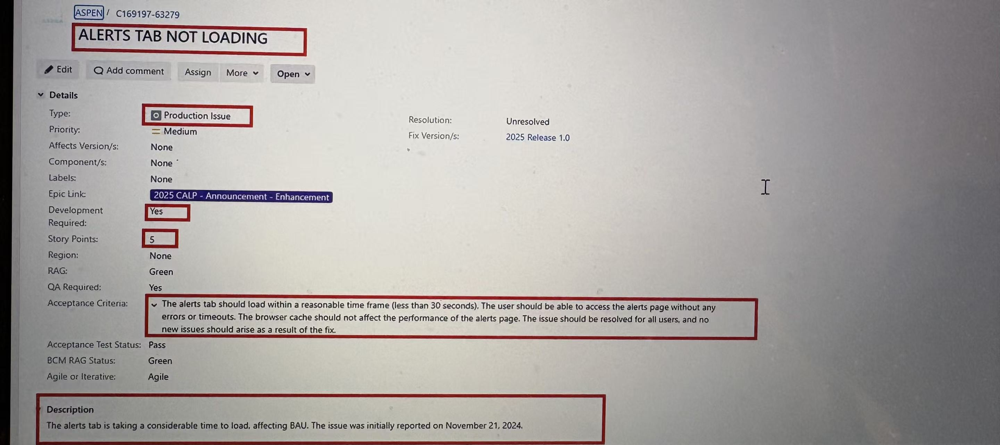 ASPEN / C169197-63279
ALERTS TAB NOT LOADING
Edit Add comment Assign More Open
Details
Type: Production Issue
Priority: Medium
Affects Version/s: None
Component/s: None
Labels: None
Epic Link: 2025 CALP - Announcement - Enhancement
Development Required: Yes
Story Points: 5
Region: None
RAG: Green
QA Required: Yes
Acceptance Criteria: The alerts tab should load within a reasonable time frame (less than 30 seconds). The user should be able to access the alerts page without any
errors or timeouts. The browser cache should not affect the performance of the alerts page. The issue should be resolved for all users, and no
new issues should arise as a result of the fix.
Acceptance Test Status: Pass
BCM RAG Status: Green
Agile or Iterative: Agile
Resolution: Unresolved
Fix Version/s: 2025 Release 1.0
Description
The alerts tab is taking a considerable time to load, affecting BAU. The issue was initially reported on November 21, 2024.